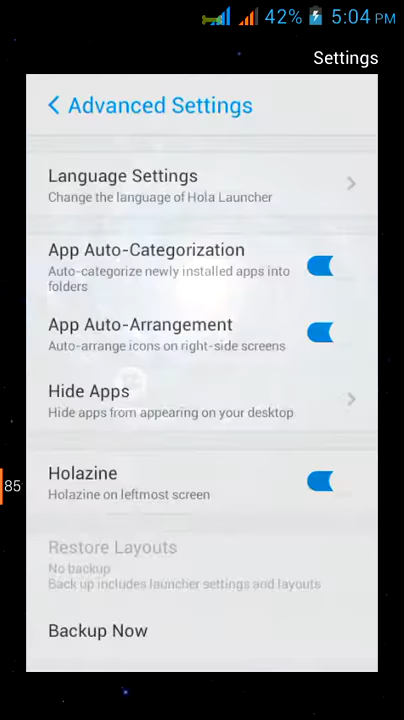 42% 5:04 PM
Settings
Advanced Settings
Language Settings
Change the language of Hola Launcher
App Auto-Categorization
Auto-categorize newly installed apps into
folders
App Auto-Arrangement
Auto-arrange icons on right-side screens
Hide Apps
Hide apps from appearing on your desktop
85
Holazine
Holazine on leftmost screen
Restore Layouts
No backup
Back up includes launcher settings and layouts
Backup Now